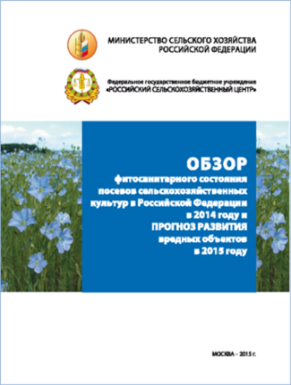 МИНИСТЕРСТВО СЕЛЬСКОГО ХОЗЯЙСТВА
РОССИЙСКОЙ ФЕДЕРАЦИИ
Федеральное государственное бюджетное учреждение
«РОССИЙСКИЙ СЕЛЬСКОХОЗЯЙСТВЕННЫЙ ЦЕНТР»
ОБЗОР
фитосанитарного состояния
посевов сельскохозяйственных
культур в Российской Федерации
в 2014 году и
ПРОГНОЗ РАЗВИТИЯ
вредных объектов
в 2015 году
МОСКВА - 2015 г.